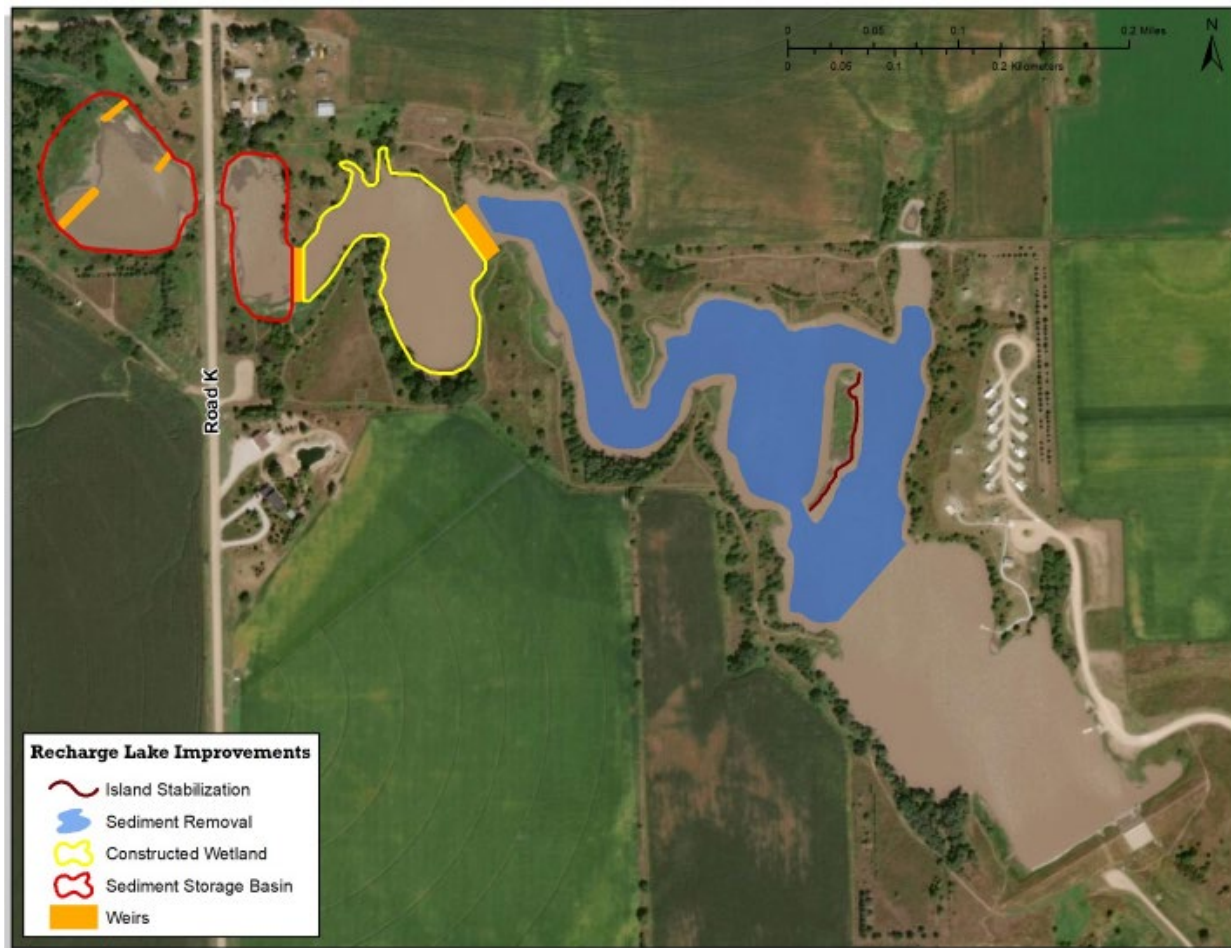 N
0 0.05 0.1 0.2 Miles
0 0.05 0.1 0.2 Kilometers
Road K
Recharge Lake Improvements
Island Stabilization
Sediment Removal
Constructed Wetland
Sediment Storage Basin
Weirs